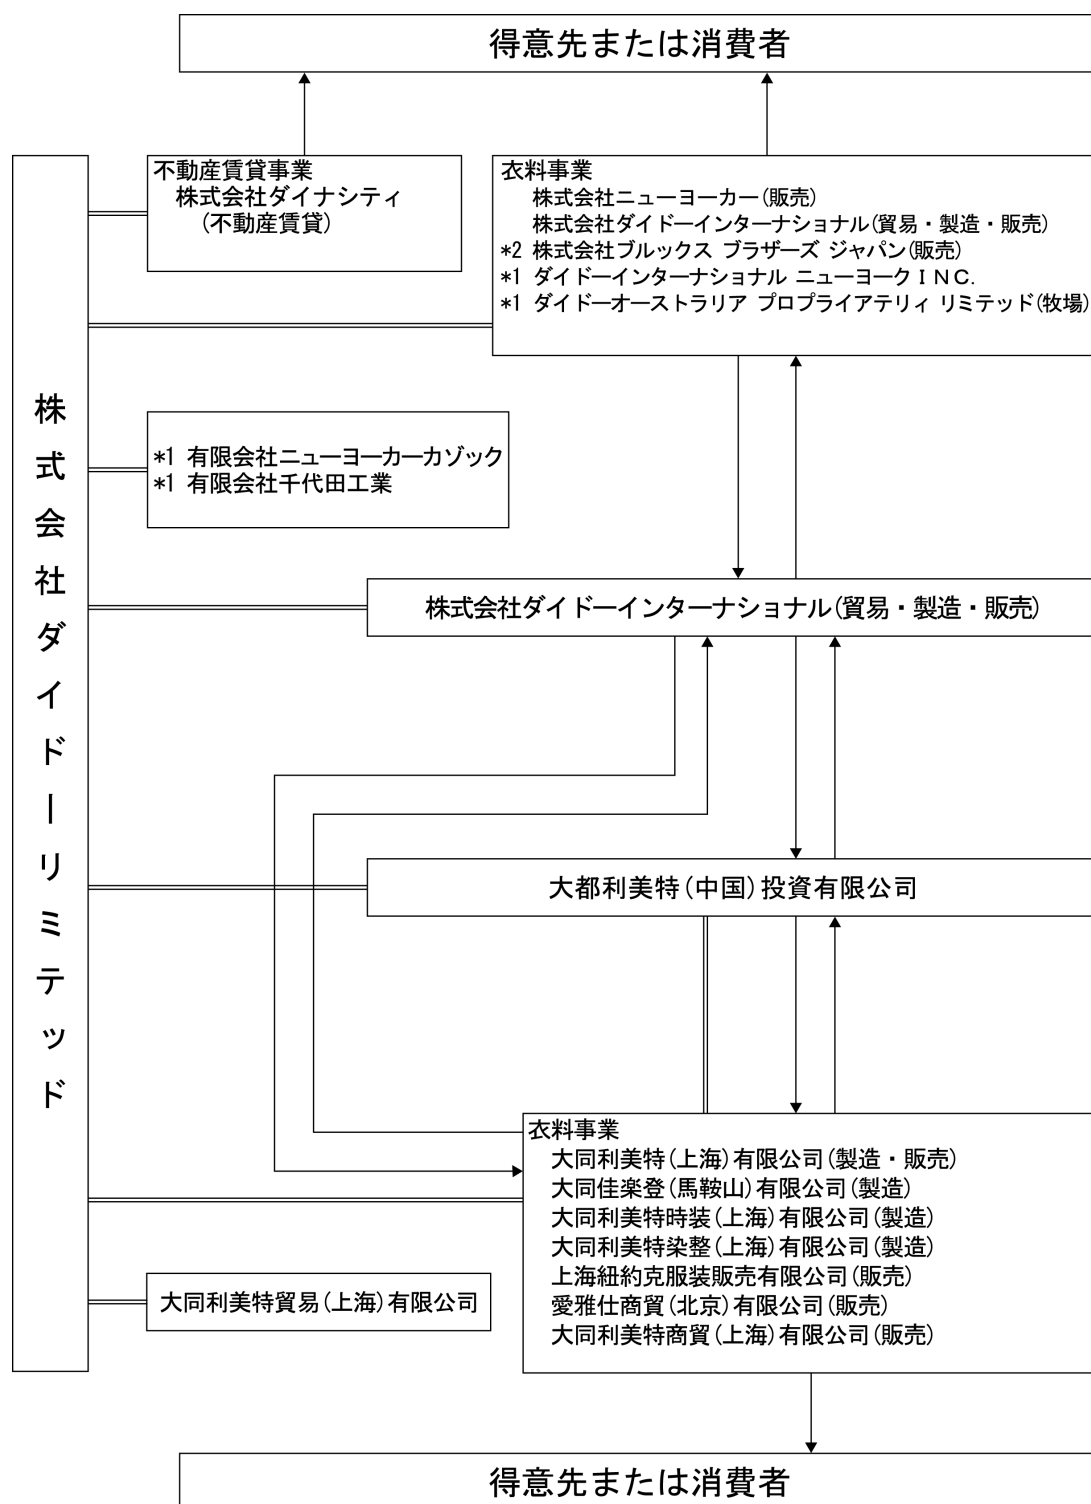 得意先または消費者
株式会社ダイドーリミテッド
不動産賃貸事業
株式会社ダイナシティ
(不動産賃貸)
衣料事業
株式会社ニューヨーカー(販売)
株式会社ダイドーインターナショナル(貿易・製造・販売)
*2 株式会社ブルックス ブラザーズ ジャパン(販売)
*1 ダイドーインターナショナル ニューヨークＩＮＣ.
*1 ダイドーオーストラリア プロプライアテリィ リミテッド(牧場)
*1 有限会社ニューヨーカーカゾック
*1 有限会社千代田工業
株式会社ダイドーインターナショナル(貿易・製造・販売)
大都利美特(中国)投資有限公司
衣料事業
大同利美特(上海)有限公司(製造・販売)
大同佳楽登(馬鞍山)有限公司(製造)
大同利美特時装(上海)有限公司(製造)
大同利美特染整(上海)有限公司(製造)
上海紐約克服装販売有限公司(販売)
愛雅仕商貿(北京)有限公司(販売)
大同利美特商貿(上海)有限公司(販売)
大同利美特貿易(上海)有限公司
得意先または消費者